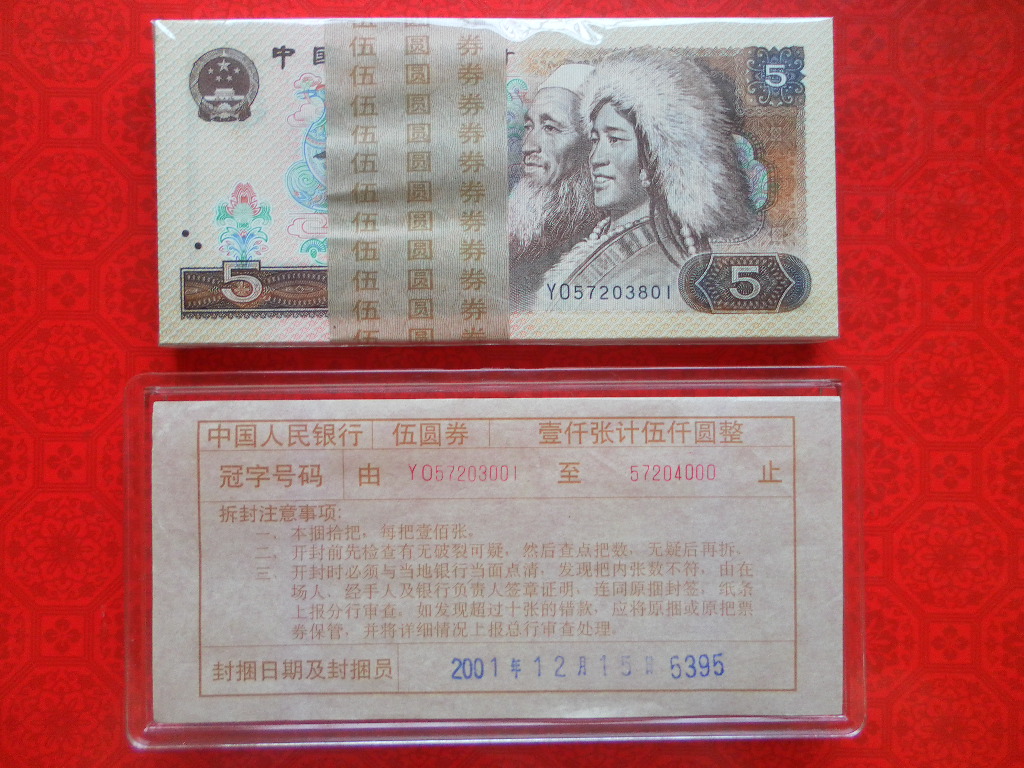 中国
5
伍 圆 券
伍 圆 券
伍 圆 券
伍 圆 券
伍 圆 券
伍 圆 券
伍 圆 券
伍 圆 券
伍 圆 券
伍 圆 券
伍 圆 券
5
YO57203801
5
中国人民银行 伍圆券 壹仟张计伍仟圆整
冠字号码 由 YO57203001 至 57204000 止
拆封注意事项:
一、本捆拾把，每把壹佰张。
二、开封前先检查有无破裂可疑，然后查点把数，无疑后再拆。
三、开封时必须与当地银行当面点清，发现把内张数不符，由在
场人、经手人及银行负责人签章证明，连同原捆封签，纸条
上报分行审查，如发现超过十张的错款，应将原捆或原把票
券保管，并将详细情况上报总行审查处理。
封捆日期及封捆员 2001年12月15日 5395